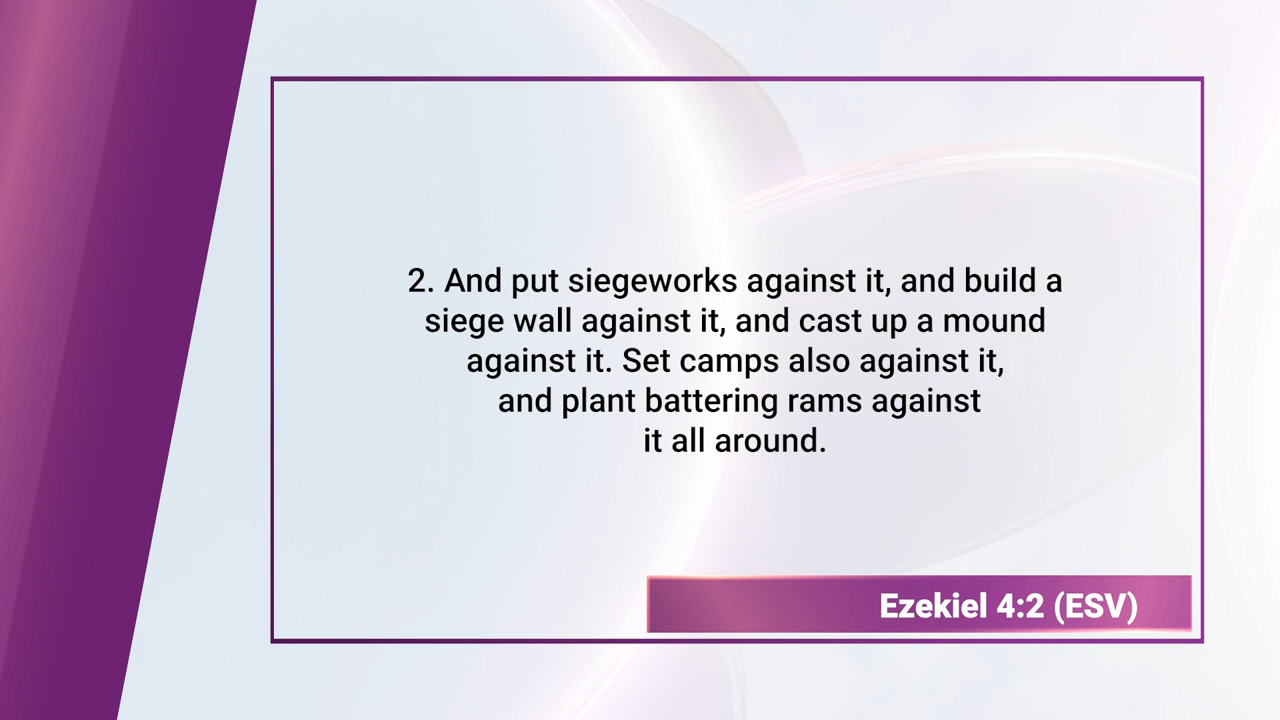 2. And put siegeworks against it, and build a
siege wall against it, and cast up a mound
against it. Set camps also against it,
and plant battering rams against
it all around.
Ezekiel 4:2 (ESV)